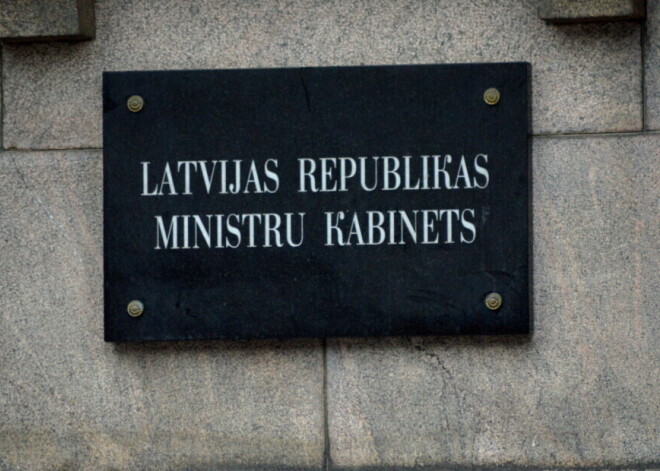 LATVIJAS REPUBLIKAS
MINISTRU KABINETS